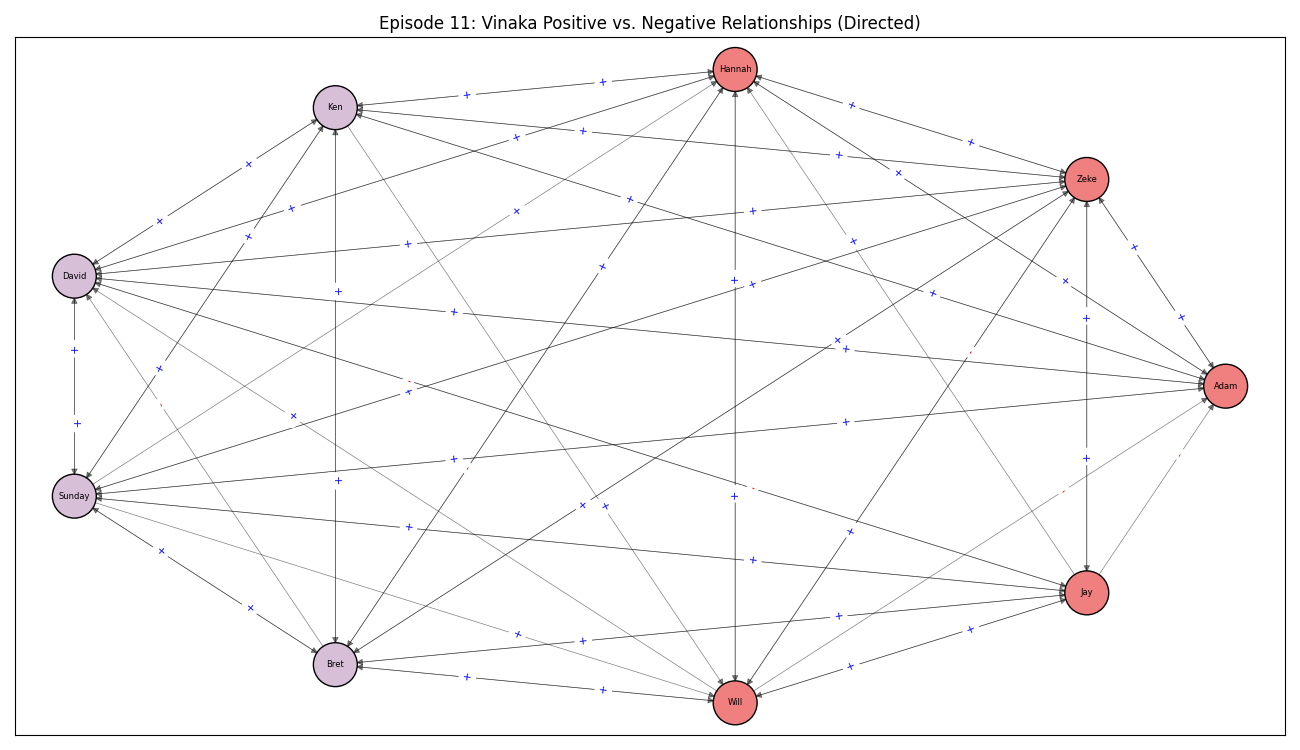 Episode 11: Vinaka Positive vs. Negative Relationships (Directed)
Hannah
Ken
Zeke
David
Adam
Sunday
Jay
Bret
Will